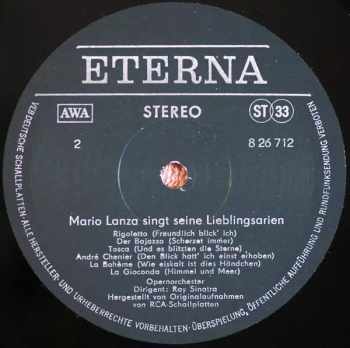 ETERNA
AWA
STEREO
ST 33
2
8 26 712
Mario Lanza singt seine Lieblingsarien
Rigoletto (Freundlich blick' ich)
Der Bajazzo (Scherzet immer)
Tosca (Und es blitzten die Sterne)
André Chenier (Den Blick hatt' ich einst erhoben)
La Bohème (Wie eiskalt ist dies Händchen)
La Gioconda (Himmel und Meer)
Opernorchester
Dirigent: Ray Sinatra
Hergestellt von Originalaufnahmen
von RCA-Schallplatten
VEB DEUTSCHE SCHALLPLATTEN·ALLE HERSTELLER- UND URHEBERRECHTE VORBEHALTEN·ÜBERSPIELUNG, ÖFFENTLICHE AUFFÜHRUNG UND RUNDFUNKSENDUNG VERBOTEN